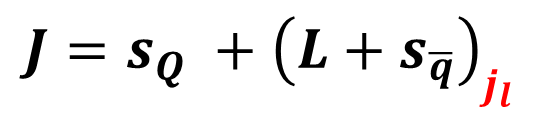 J = s_Q + (L + s_q̅)_{j_l}